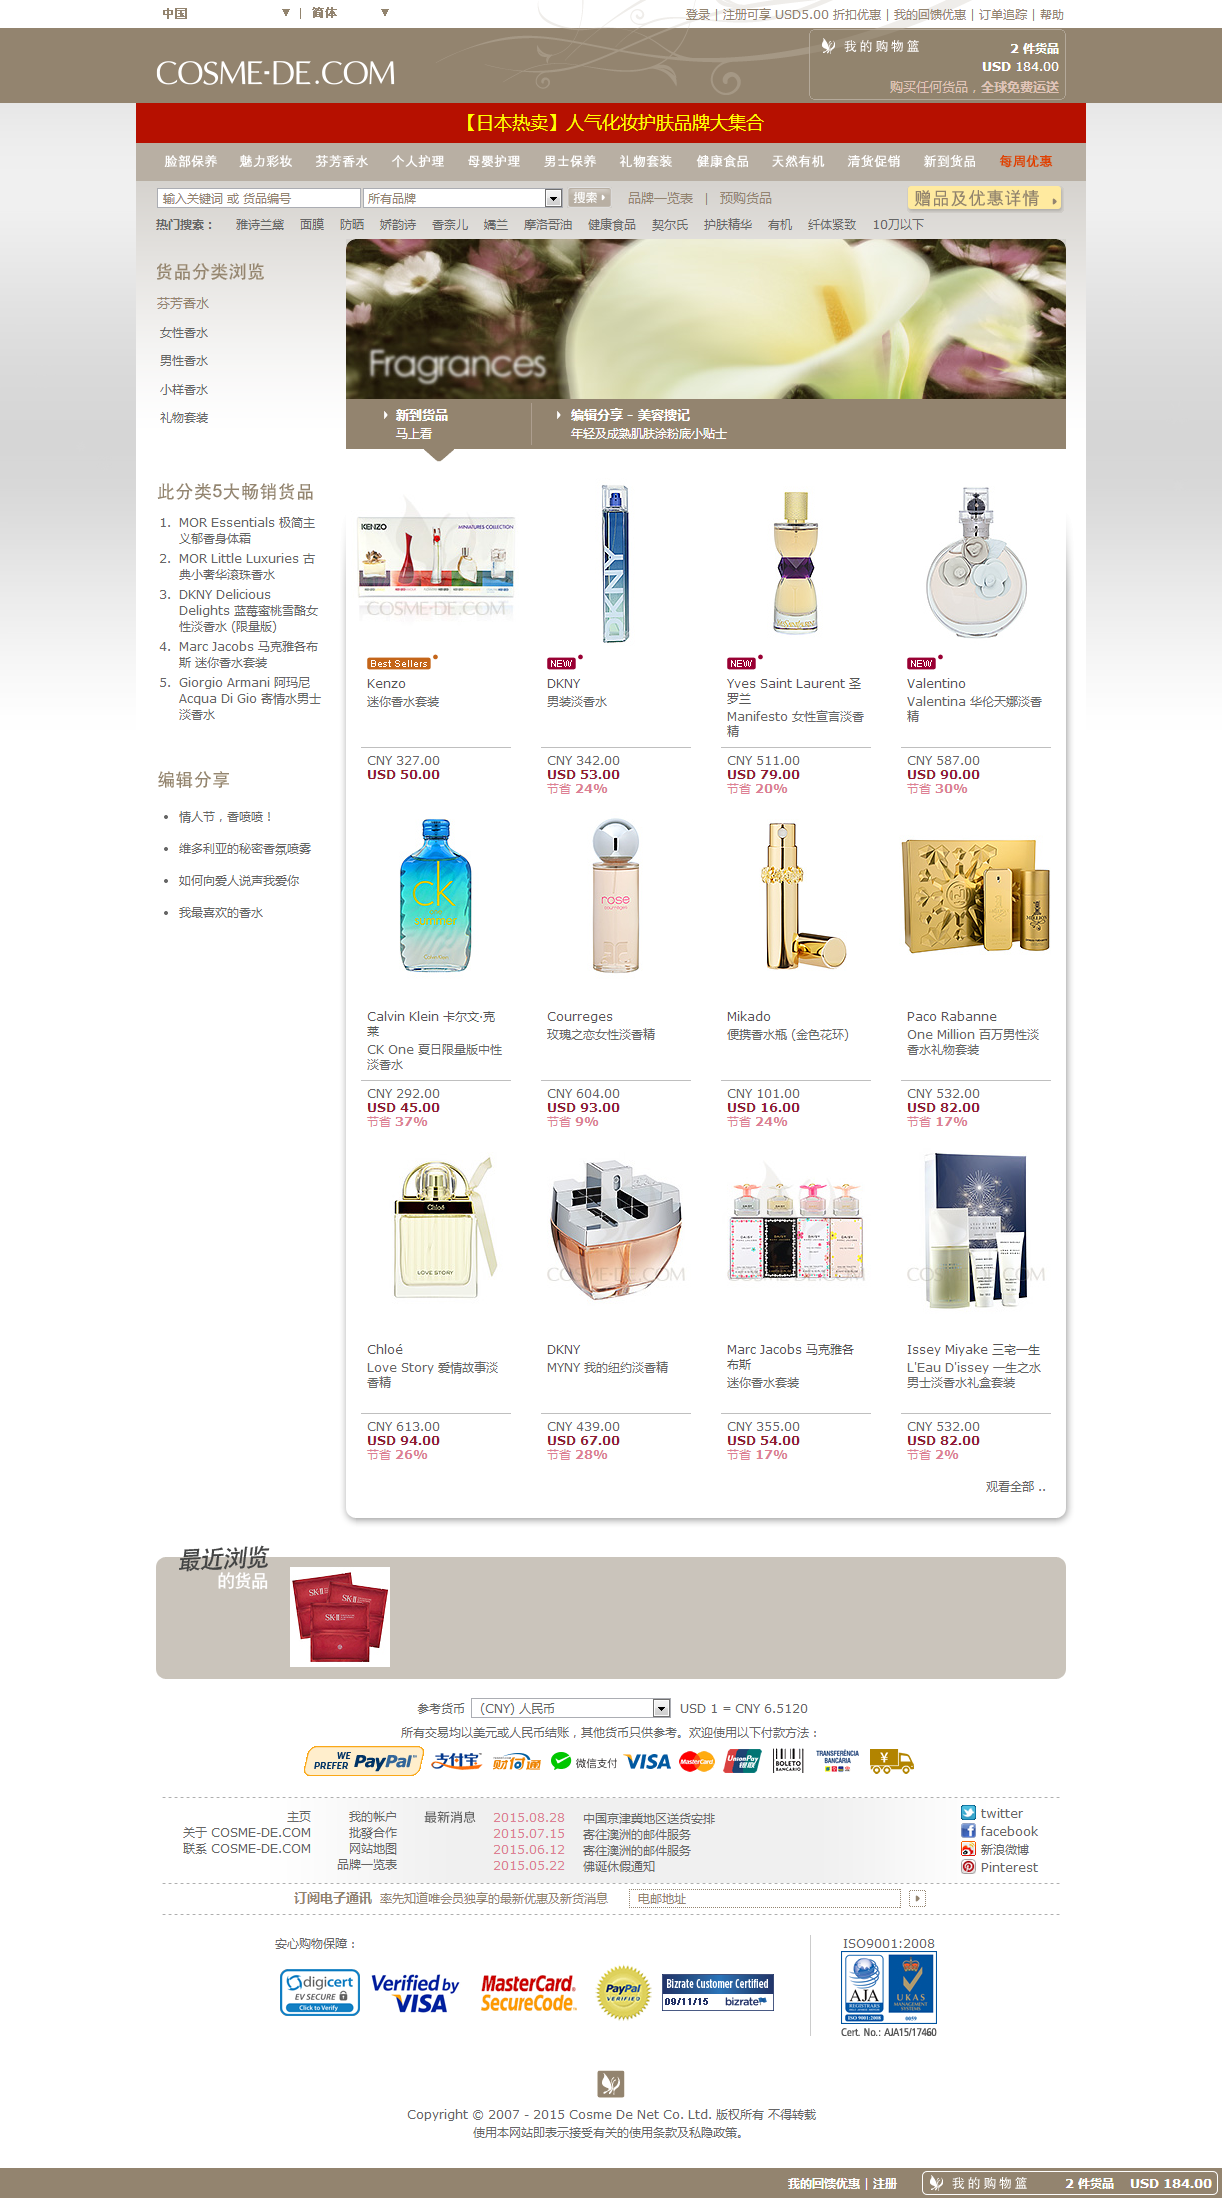 中国 ▼ | 简体 ▼
登录 | 注册可享 USD5.00 折扣优惠 | 我的回馈优惠 | 订单追踪 | 帮助
COSME-DE.COM
我的购物篮
2 件货品
USD 184.00
购买任何货品，全球免费运送
【日本热卖】人气化妆护肤品牌大集合
脸部保养 魅力彩妆 芬芳香水 个人护理 母婴护理 男士保养 礼物套装 健康食品 天然有机 清货促销 新到货品 每周优惠
输入关键词 或 货品编号 所有品牌 搜索 品牌一览表 | 预购货品 赠品及优惠详情
热门搜索： 雅诗兰黛 面膜 防晒 娇韵诗 香奈儿 娇兰 摩洛哥油 健康食品 契尔氏 护肤精华 有机 纤体紧致 10刀以下
货品分类浏览
芬芳香水
女性香水
男性香水
小样香水
礼物套装
Fragrances
新到货品
马上看
编辑分享 - 美容搜记
年轻及成熟肌肤涂粉底小贴士
此分类5大畅销货品
1. MOR Essentials 极简主
义郁香身体霜
2. MOR Little Luxuries 古
典小奢华滚珠香水
3. DKNY Delicious
Delights 蓝莓蜜桃雪酪女
性淡香水 (限量版)
4. Marc Jacobs 马克雅各布
斯 迷你香水套装
5. Giorgio Armani 阿玛尼
Acqua Di Gio 寄情水男士
淡香水
编辑分享
• 情人节，香喷喷！
• 维多利亚的秘密香氛喷雾
• 如何向爱人说声我爱你
• 我最喜欢的香水
KENZO MINIATURES COLLECTION
COSME-DE.COM
DKNY
Best Sellers
Kenzo
迷你香水套装
CNY 327.00
USD 50.00
NEW
DKNY
男装淡香水
CNY 342.00
USD 53.00
节省 24%
NEW
Yves Saint Laurent 圣
罗兰
Manifesto 女性宣言淡香
精
CNY 511.00
USD 79.00
节省 20%
NEW
Valentino
Valentina 华伦天娜淡香
精
CNY 587.00
USD 90.00
节省 30%
ck
summer
rose
courreges
Calvin Klein 卡尔文·克
莱
CK One 夏日限量版中性
淡香水
CNY 292.00
USD 45.00
节省 37%
Courreges
玫瑰之恋女性淡香精
CNY 604.00
USD 93.00
节省 9%
Mikado
便携香水瓶 (金色花环)
CNY 101.00
USD 16.00
节省 24%
Paco Rabanne
One Million 百万男性淡
香水礼物套装
CNY 532.00
USD 82.00
节省 17%
Chloé
LOVE STORY
COSME-DE.COM
DAISY DAISY DAISY DAISY
COSME-DE.COM
COSME-DE.COM
Chloé
Love Story 爱情故事淡
香精
CNY 613.00
USD 94.00
节省 26%
DKNY
MYNY 我的纽约淡香精
CNY 439.00
USD 67.00
节省 28%
Marc Jacobs 马克雅各
布斯
迷你香水套装
CNY 355.00
USD 54.00
节省 17%
Issey Miyake 三宅一生
L'Eau D'issey 一生之水
男士淡香水礼盒套装
CNY 532.00
USD 82.00
节省 2%
观看全部 ..
最近浏览
的货品
SK-II SK-II
SK-II
参考货币 (CNY) 人民币 USD 1 = CNY 6.5120
所有交易均以美元或人民币结账，其他货币只供参考。欢迎使用以下付款方法：
WE PREFER PayPal 支付宝 财付通 微信支付 VISA MasterCard UnionPay 银联 BOLETO BANCÁRIO TRANSFERÊNCIA BANCÁRIA ¥
主页
关于 COSME-DE.COM
联系 COSME-DE.COM
我的帐户
批發合作
网站地图
品牌一览表
最新消息
2015.08.28 中国京津冀地区送货安排
2015.07.15 寄往澳洲的邮件服务
2015.06.12 寄往澳洲的邮件服务
2015.05.22 佛诞休假通知
twitter
facebook
新浪微博
Pinterest
订阅电子通讯 率先知道唯会员独享的最新优惠及新货消息 电邮地址
安心购物保障：
digicert
EV SECURE
Click to Verify
Verified by
VISA
MasterCard.
SecureCode.
PayPal
VERIFIED
Bizrate Customer Certified
09/11/15 bizrate
ISO9001:2008
AJA
REGISTRARS
UKAS
MANAGEMENT
SYSTEMS
ISO 9001:2008 0059
Cert. No.: AJA15/17460
Copyright © 2007 - 2015 Cosme De Net Co. Ltd. 版权所有 不得转载
使用本网站即表示接受有关的使用条款及私隐政策。
我的回馈优惠 | 注册 我的购物篮 2 件货品 USD 184.00